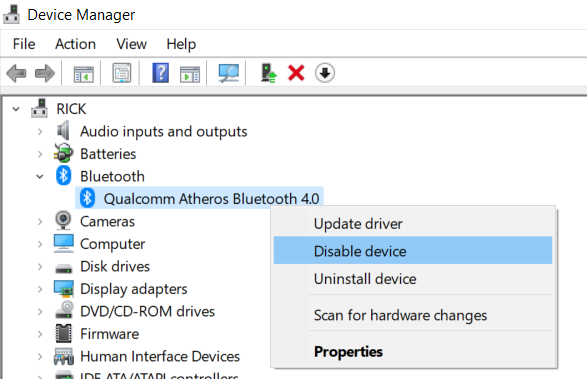 Device Manager
File Action View Help
RICK
Audio inputs and outputs
Batteries
Bluetooth
Qualcomm Atheros Bluetooth 4.0
Cameras
Computer
Disk drives
Display adapters
DVD/CD-ROM drives
Firmware
Human Interface Devices
IDE ATA/ATAPI controllers
Update driver
Disable device
Uninstall device
Scan for hardware changes
Properties